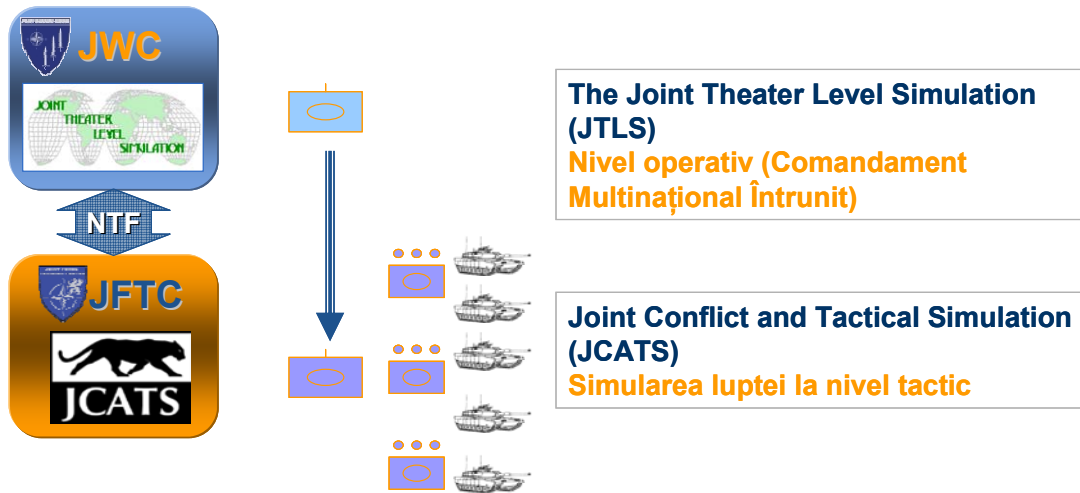 JWC
JOINT
THEATER
LEVEL
SIMULATION
NTF
JFTC
JCATS
The Joint Theater Level Simulation
(JTLS)
Nivel operativ (Comandament
Multinațional Întrunit)
Joint Conflict and Tactical Simulation
(JCATS)
Simularea luptei la nivel tactic